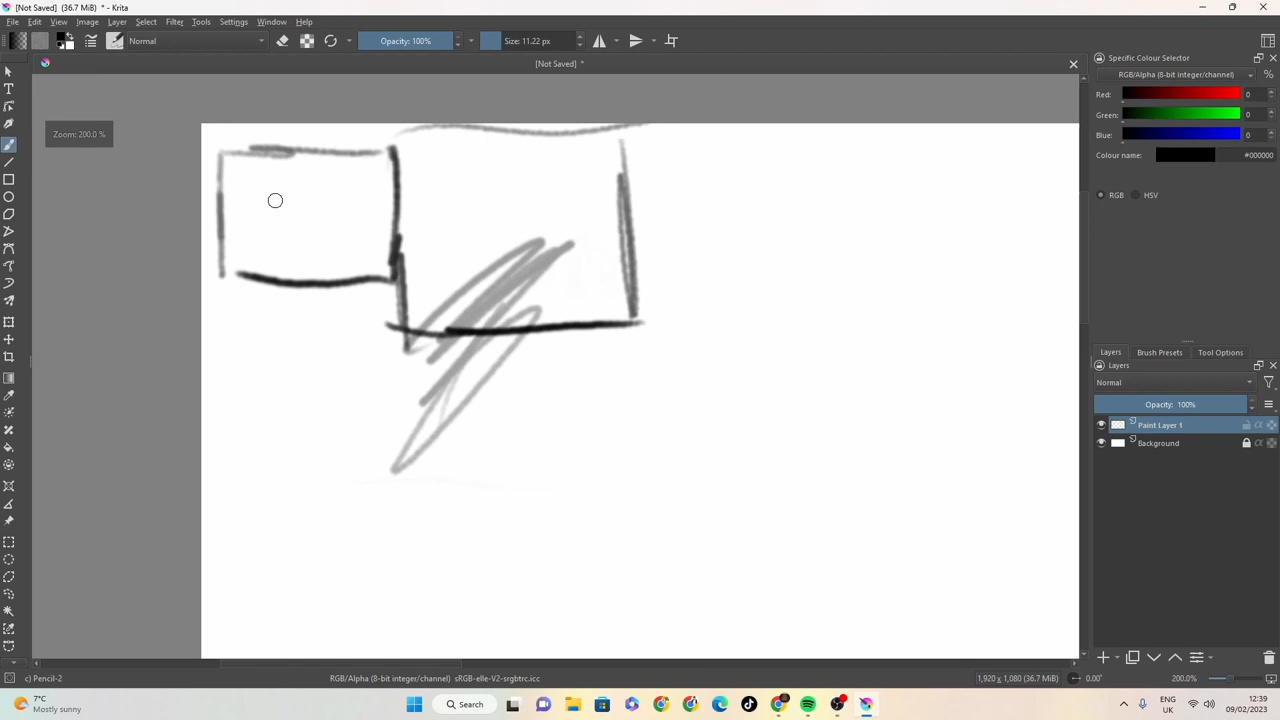 [Not Saved] (36.7 MiB) * - Krita
File Edit View Image Layer Select Filter Tools Settings Window Help
Normal Opacity: 100% Size: 11.22 px
[Not Saved] *
Zoom: 200.0 %
Specific Colour Selector
RGB/Alpha (8-bit integer/channel) %
Red: 0
Green: 0
Blue: 0
Colour name: #000000
RGB HSV
Layers Brush Presets Tool Options
Layers
Normal
Opacity: 100%
Paint Layer 1
Background
c) Pencil-2 RGB/Alpha (8-bit integer/channel) sRGB-elle-V2-srgbtrc.icc 1,920 x 1,080 (36.7 MiB) 0.00° 200.0%
7°C
Mostly sunny
Search
ENG
UK
12:39
09/02/2023